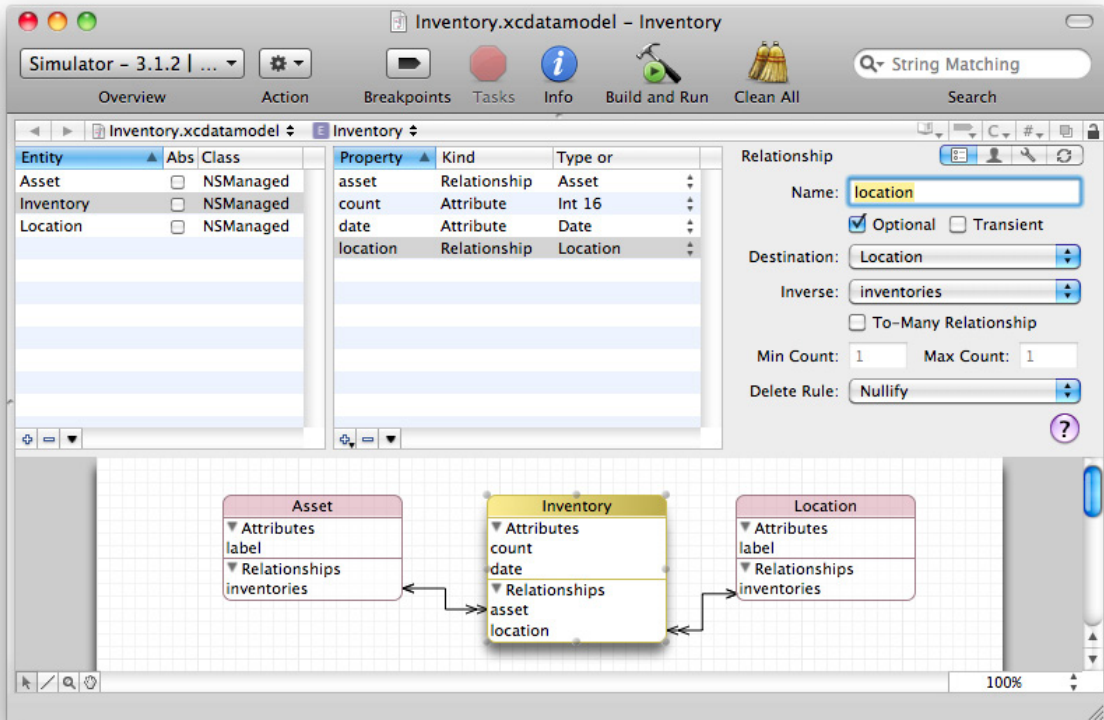 Inventory.xcdatamodel – Inventory
Simulator – 3.1.2 | ...
String Matching
Overview Action Breakpoints Tasks Info Build and Run Clean All Search
Inventory.xcdatamodel E Inventory C #
Entity Abs Class
Asset NSManaged
Inventory NSManaged
Location NSManaged
Property Kind Type or
asset Relationship Asset
count Attribute Int 16
date Attribute Date
location Relationship Location
Relationship
Name: location
Optional Transient
Destination: Location
Inverse: inventories
To-Many Relationship
Min Count: 1 Max Count: 1
Delete Rule: Nullify
?
Asset
Attributes
label
Relationships
inventories
Inventory
Attributes
count
date
Relationships
asset
location
Location
Attributes
label
Relationships
inventories
100%